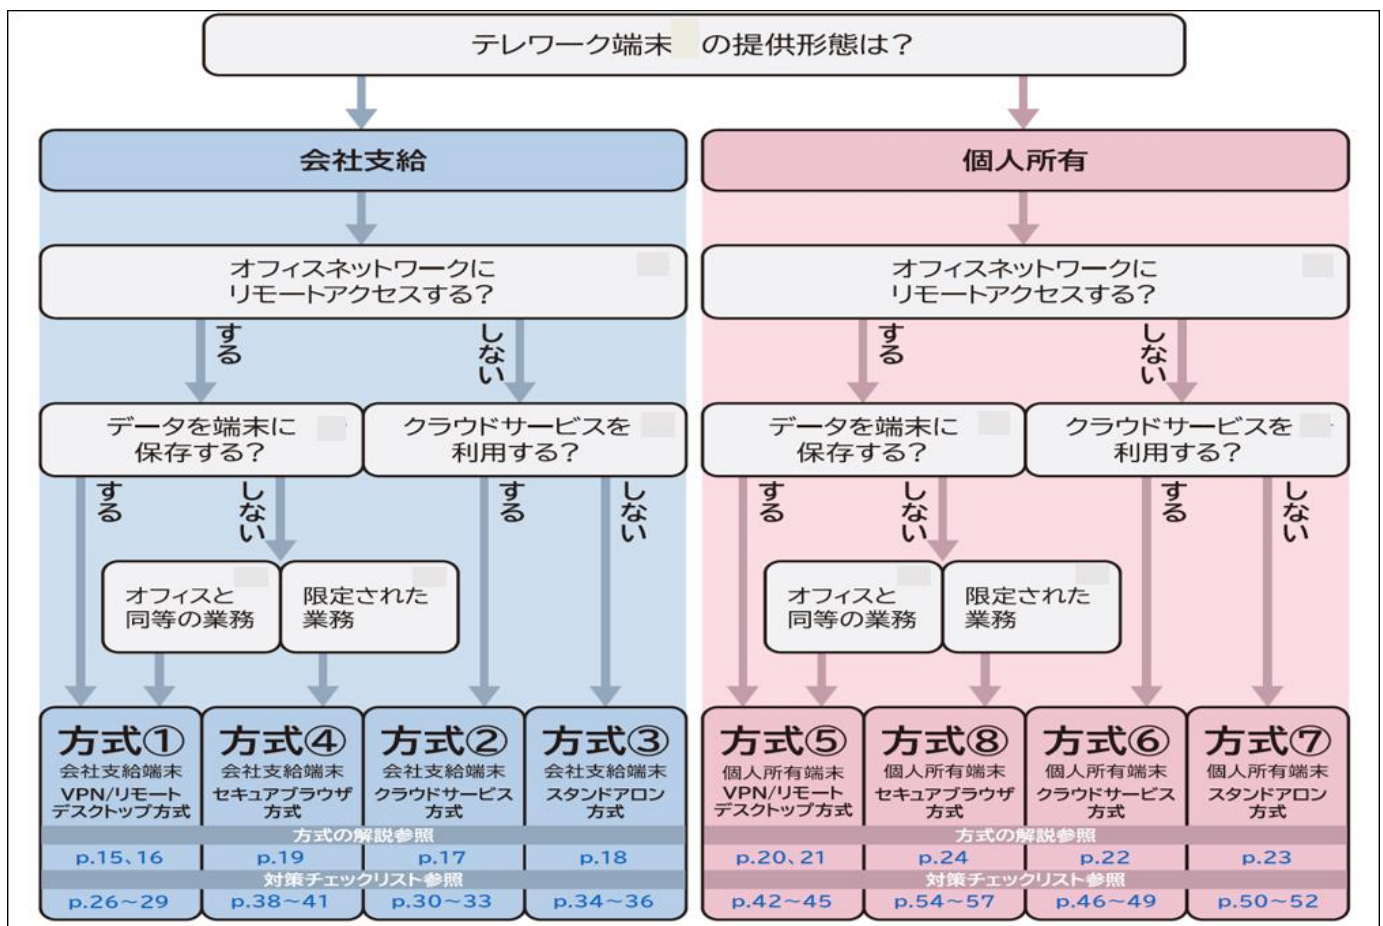 テレワーク端末 の提供形態は?
会社支給
オフィスネットワークに
リモートアクセスする?
する
しない
データを端末に
保存する?
クラウドサービスを
利用する?
する
しない
する
しない
オフィスと
同等の業務
限定された
業務
方式①
会社支給端末
VPN/リモート
デスクトップ方式
方式④
会社支給端末
セキュアブラウザ
方式
方式②
会社支給端末
クラウドサービス
方式
方式③
会社支給端末
スタンドアロン
方式
方式の解説参照
p.15、16
p.19
p.17
p.18
対策チェックリスト参照
p.26~29
p.38~41
p.30~33
p.34~36
個人所有
オフィスネットワークに
リモートアクセスする?
する
しない
データを端末に
保存する?
クラウドサービスを
利用する?
する
しない
する
しない
オフィスと
同等の業務
限定された
業務
方式⑤
個人所有端末
VPN/リモート
デスクトップ方式
方式⑧
個人所有端末
セキュアブラウザ
方式
方式⑥
個人所有端末
クラウドサービス
方式
方式⑦
個人所有端末
スタンドアロン
方式
方式の解説参照
p.20、21
p.24
p.22
p.23
対策チェックリスト参照
p.42~45
p.54~57
p.46~49
p.50~52